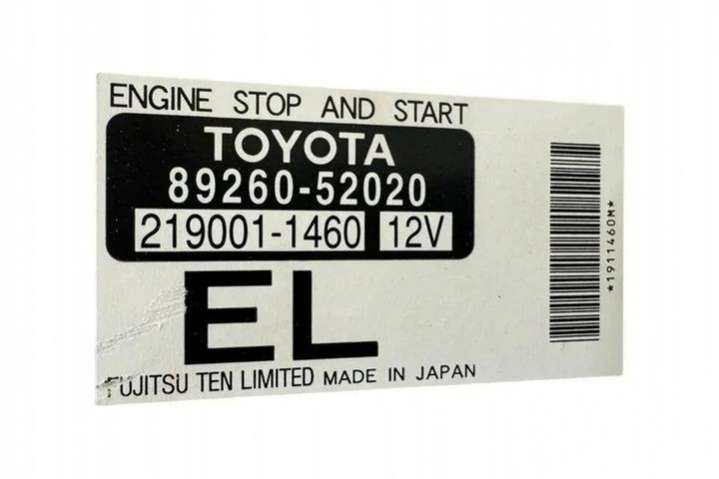 ENGINE STOP AND START
TOYOTA
89260-52020
219001-1460 12V
EL
FUJITSU TEN LIMITED MADE IN JAPAN
*1911460M*